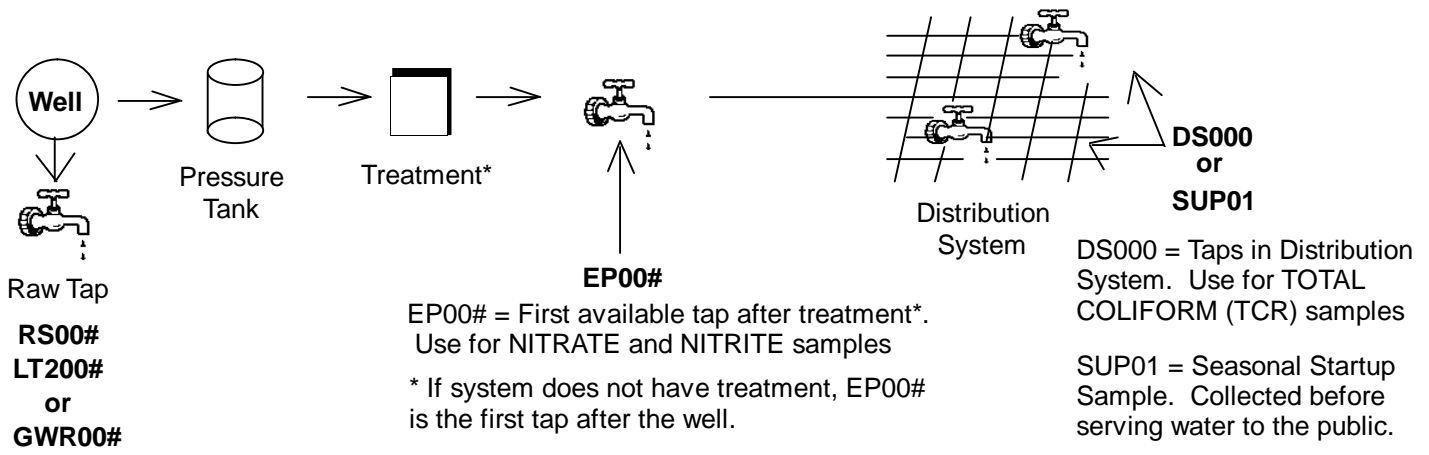 Well
Pressure
Tank
Treatment*
Raw Tap
RS00#
LT200#
or
GWR00#
EP00#
EP00# = First available tap after treatment*.
Use for NITRATE and NITRITE samples
* If system does not have treatment, EP00#
is the first tap after the well.
Distribution
System
DS000
or
SUP01
DS000 = Taps in Distribution
System. Use for TOTAL
COLIFORM (TCR) samples
SUP01 = Seasonal Startup
Sample. Collected before
serving water to the public.